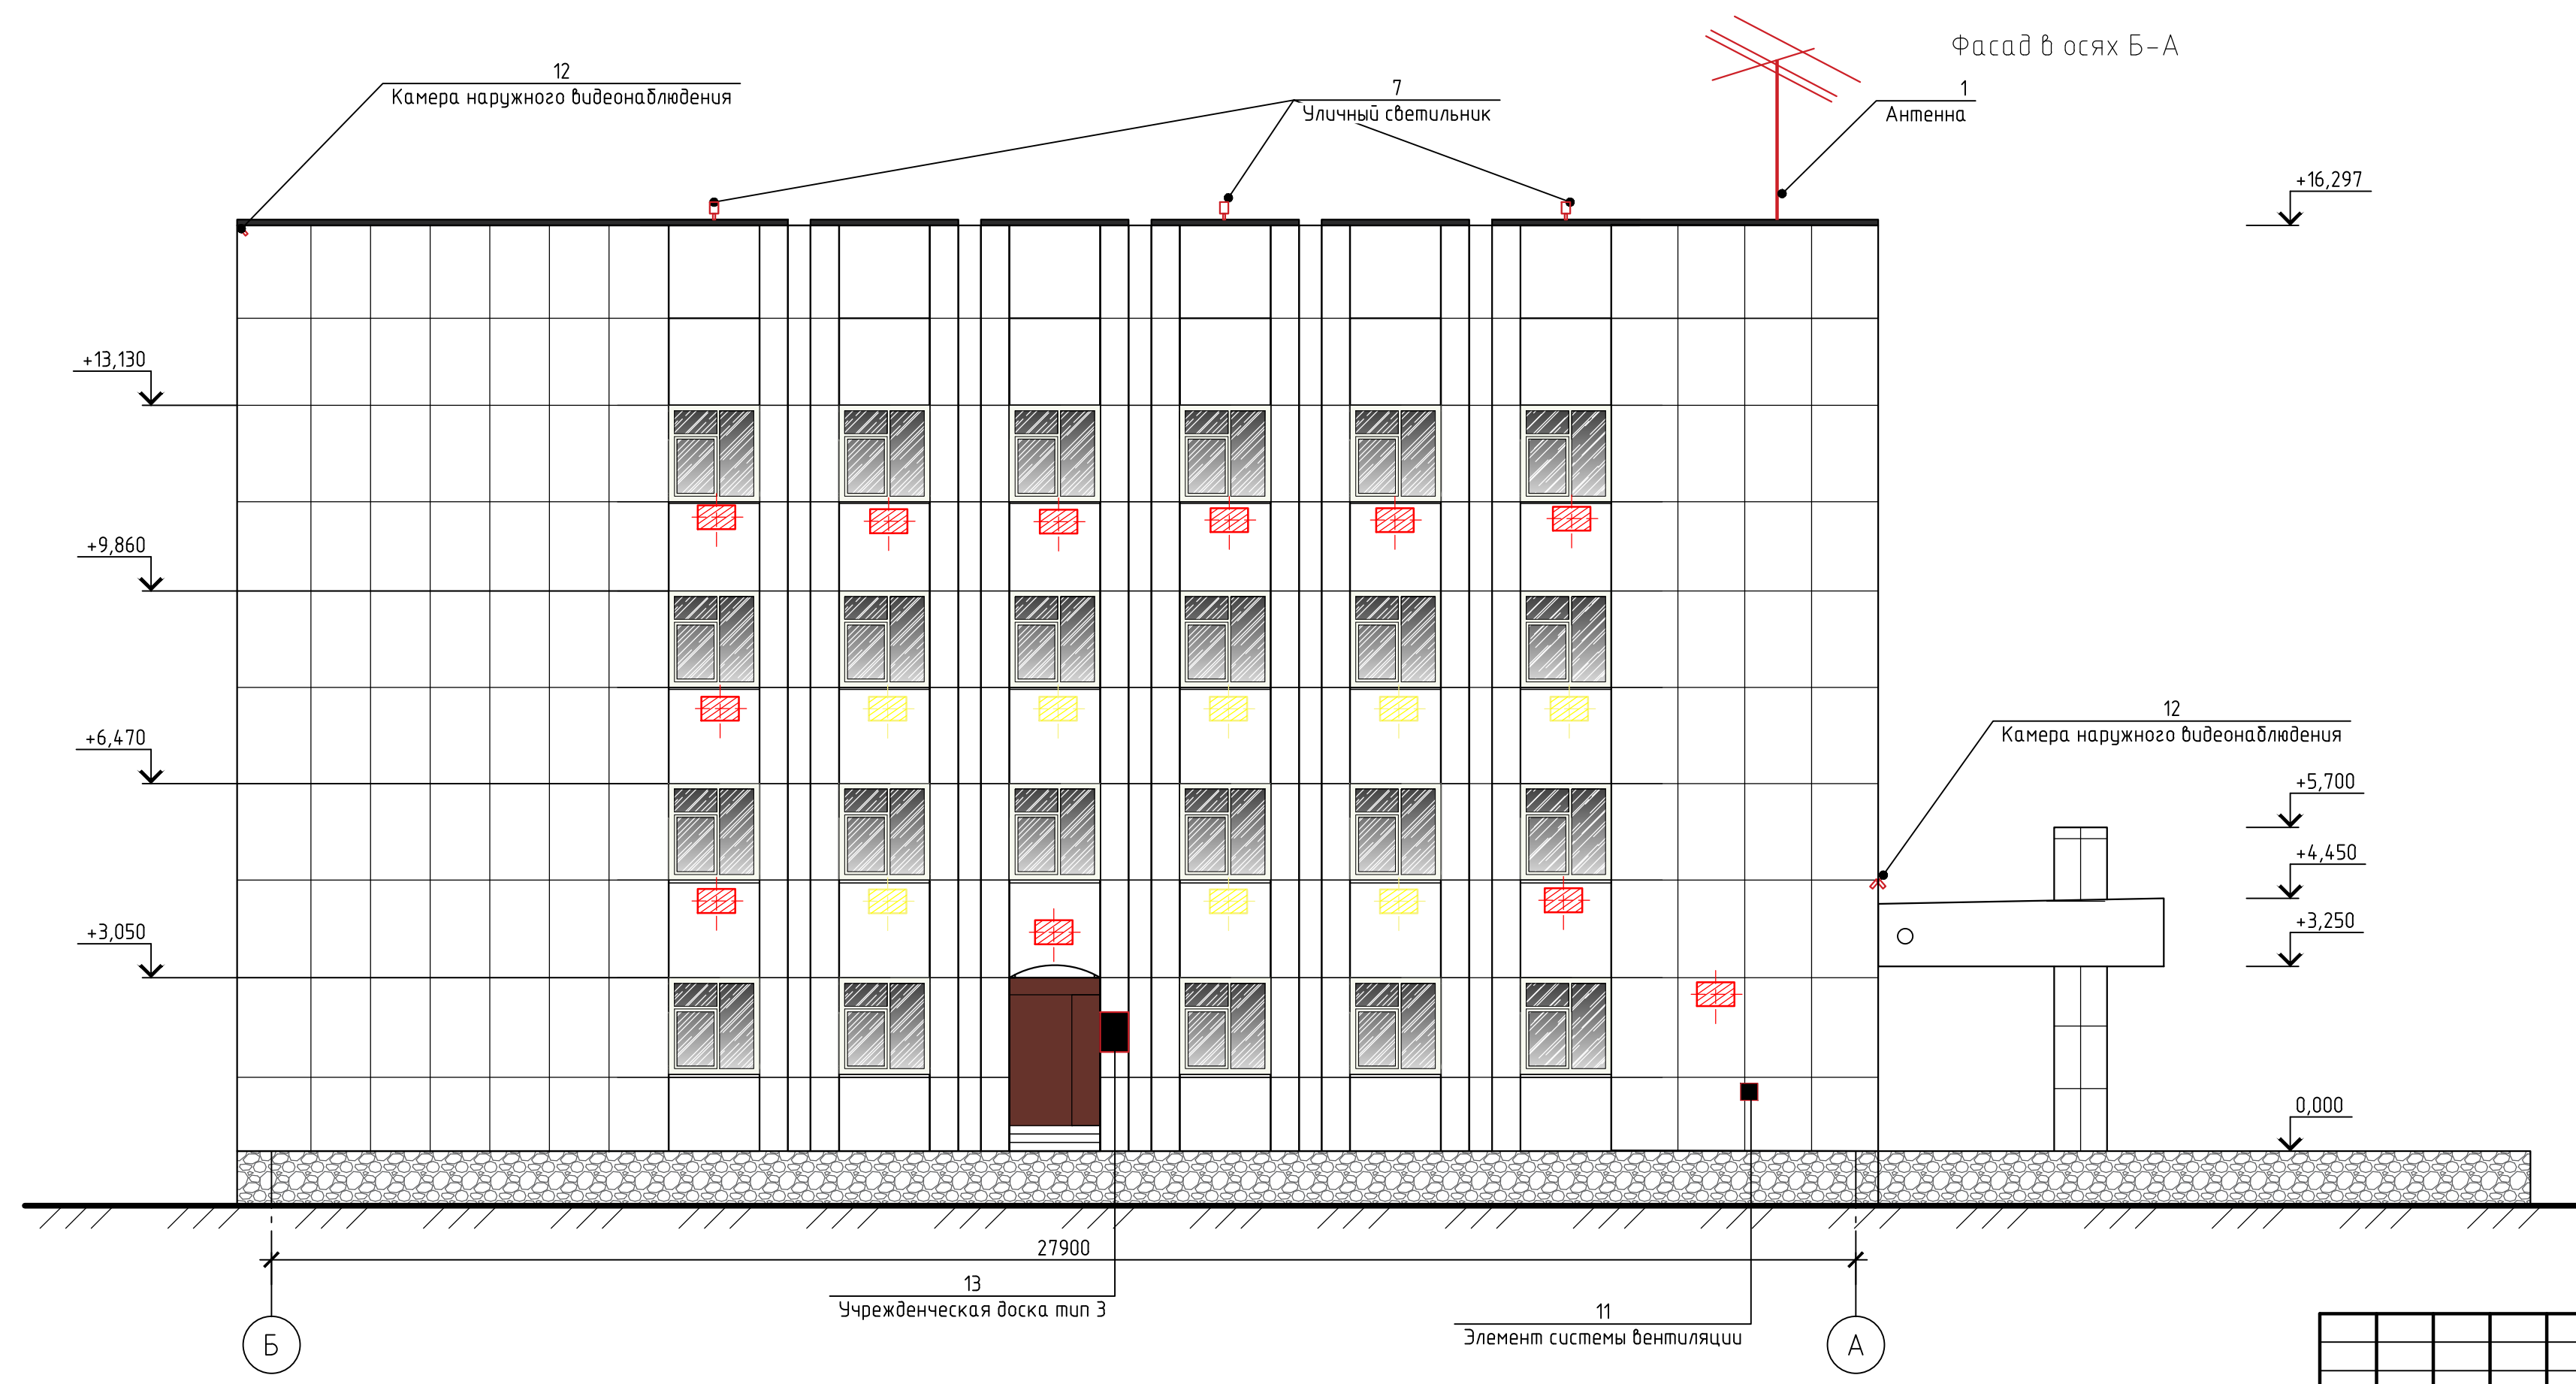 Фасад в осях Б-А
12
Камера наружного видеонаблюдения
7
Уличный светильник
1
Антенна
+16,297
+13,130
+9,860
+6,470
12
Камера наружного видеонаблюдения
+5,700
+4,450
+3,250
+3,050
0,000
27900
13
Учрежденческая доска тип 3
11
Элемент системы вентиляции
Б
А